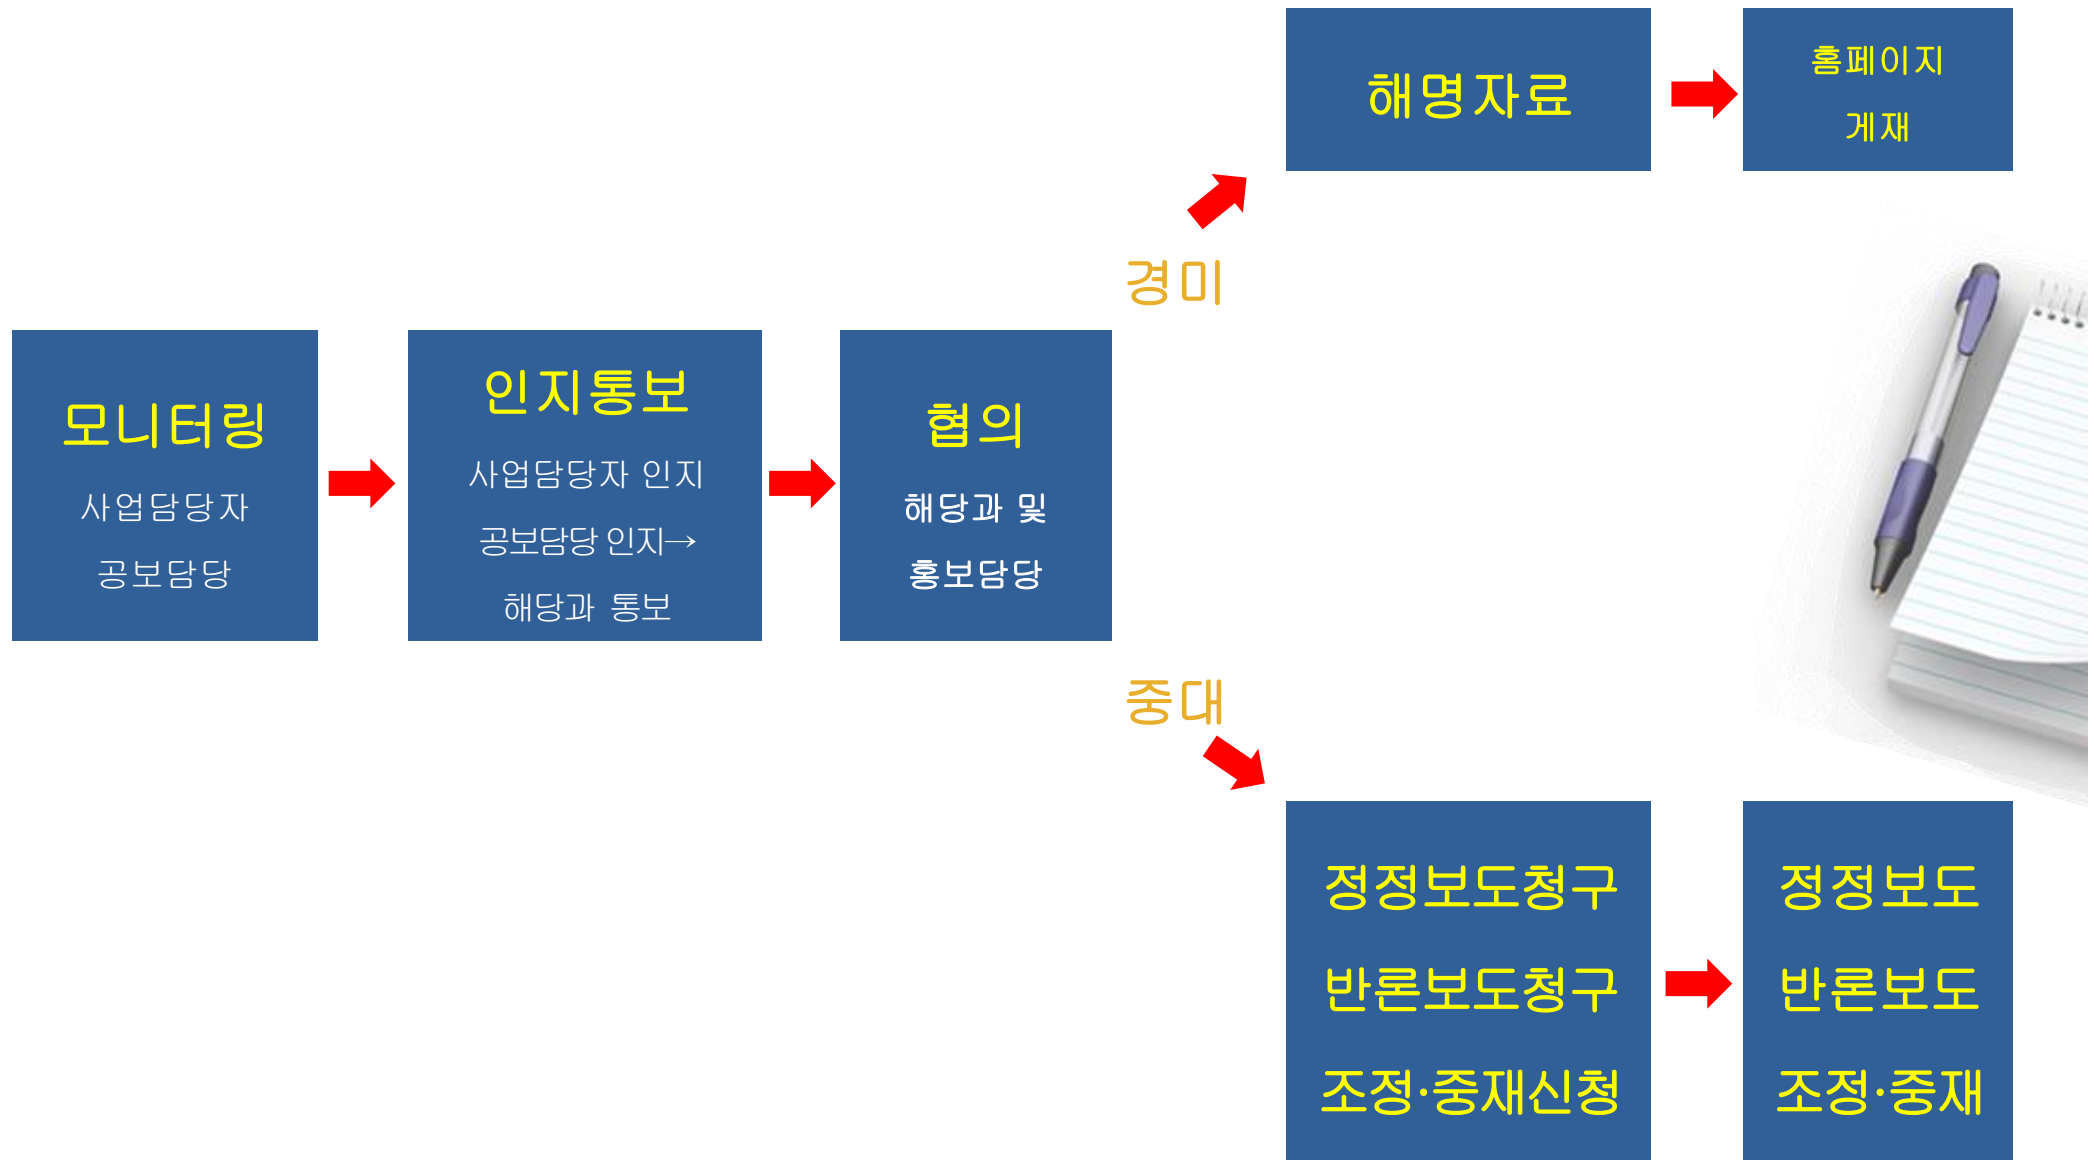 모니터링
사업담당자
공보담당
인지통보
사업담당자 인지
공보담당 인지→
해당과 통보
협의
해당과 및
홍보담당
경미
해명자료
홈페이지
게재
중대
정정보도청구
반론보도청구
조정·중재신청
정정보도
반론보도
조정·중재